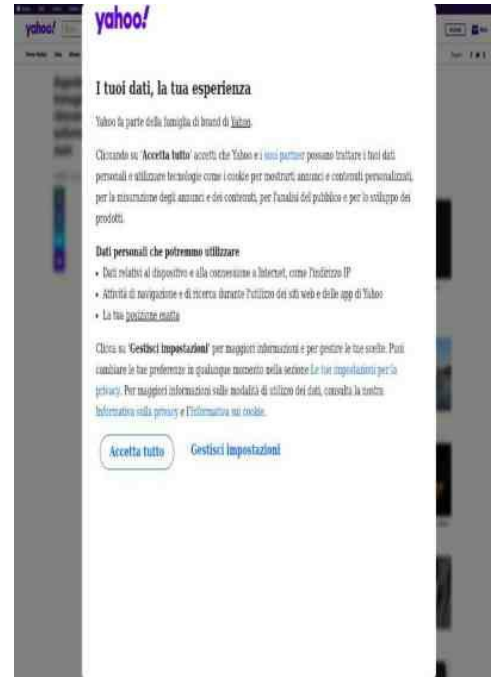 yahoo!
yahoo!
I tuoi dati, la tua esperienza
Yahoo fa parte della famiglia di brand di Yahoo.
Cliccando su 'Accetta tutto' accetti che Yahoo e i suoi partner possano trattare i tuoi dati
personali e utilizzare tecnologie come i cookie per mostrarti annunci e contenuti personalizzati,
per la misurazione degli annunci e dei contenuti, per l'analisi del pubblico e per lo sviluppo dei
prodotti.
Dati personali che potremmo utilizzare
• Dati relativi al dispositivo e alla connessione a Internet, come l'indirizzo IP
• Attività di navigazione e di ricerca durante l'utilizzo dei siti web e delle app di Yahoo
• La tua posizione esatta
Clicca su 'Gestisci impostazioni' per maggiori informazioni e per gestire le tue scelte. Puoi
cambiare le tue preferenze in qualunque momento nella sezione Le tue impostazioni per la
privacy. Per maggiori informazioni sulle modalità di utilizzo dei dati, consulta la nostra
Informativa sulla privacy e l'Informativa sui cookie.
Accetta tutto
Gestisci impostazioni